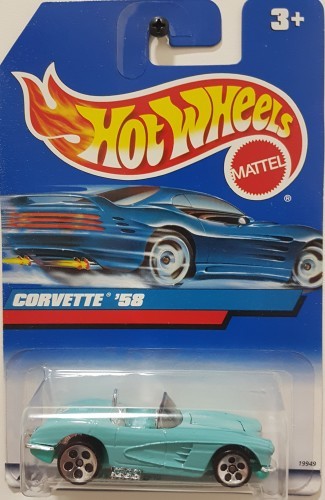 3+
HOT WHEELS
MATTEL
®
CORVETTE® '58
19949